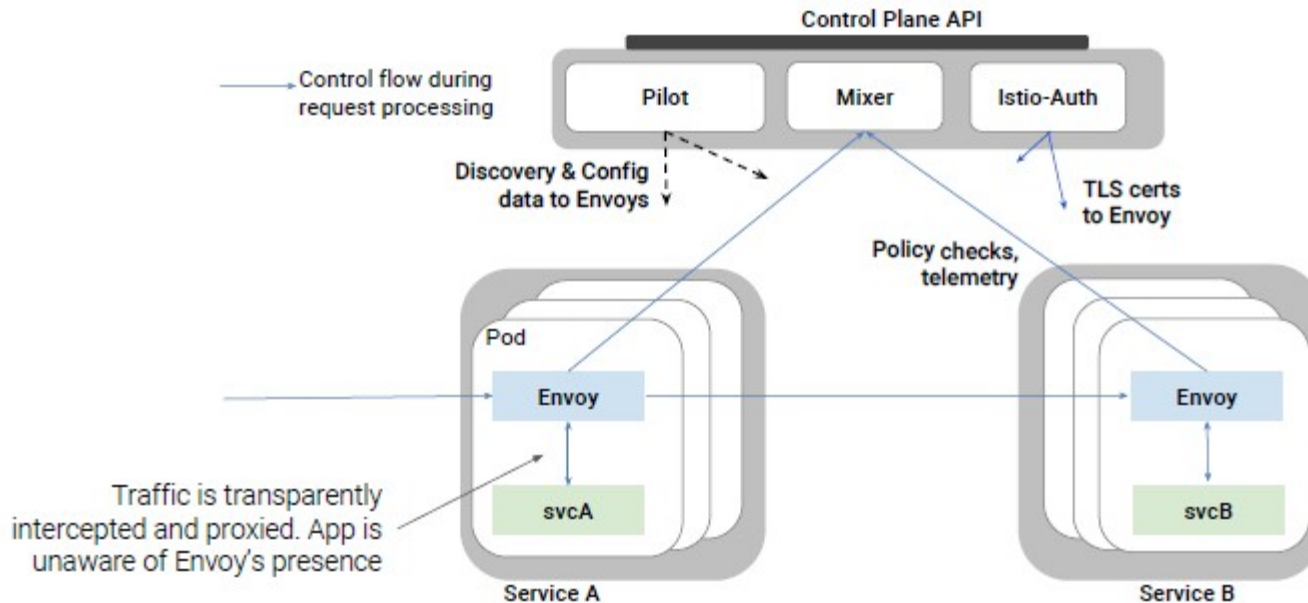 Control Plane API
Control flow during
request processing
Pilot
Mixer
Istio-Auth
Discovery & Config
data to Envoys
TLS certs
to Envoy
Policy checks,
telemetry
Pod
Envoy
Envoy
Traffic is transparently
intercepted and proxied. App is
unaware of Envoy's presence
svcA
svcB
Service A
Service B